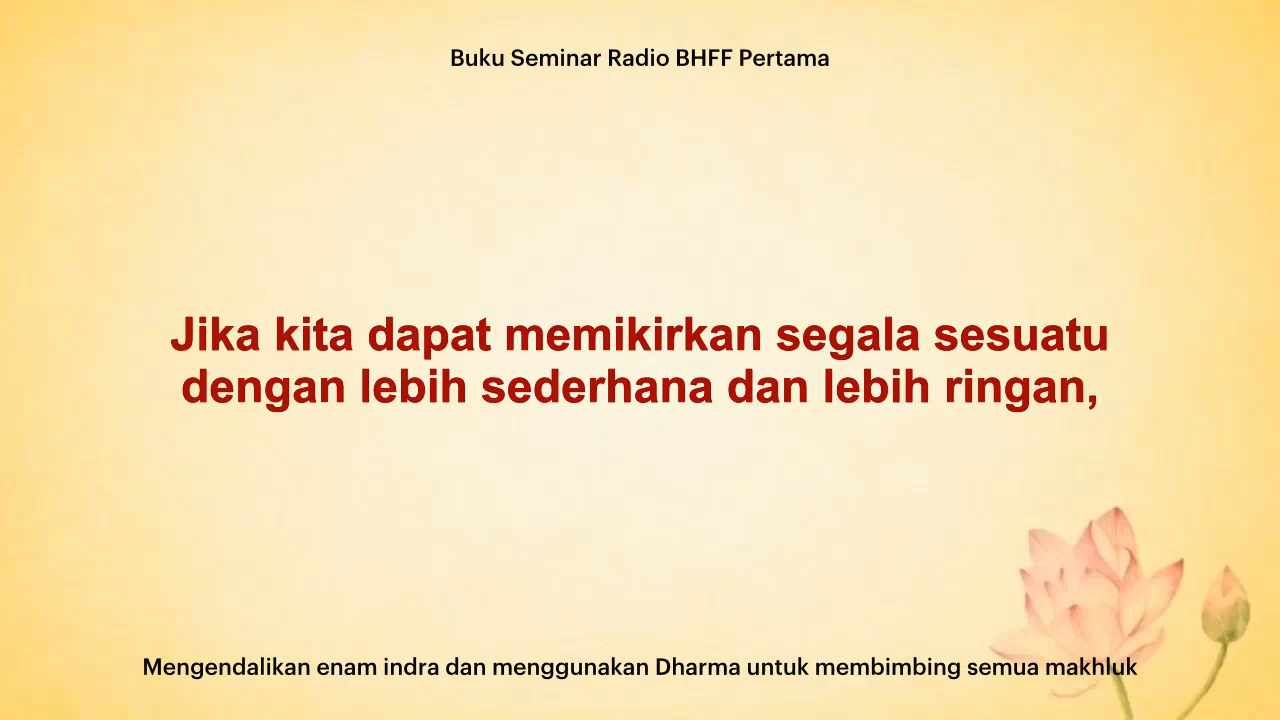 Buku Seminar Radio BHFF Pertama
Jika kita dapat memikirkan segala sesuatu
dengan lebih sederhana dan lebih ringan,
Mengendalikan enam indra dan menggunakan Dharma untuk membimbing semua makhluk